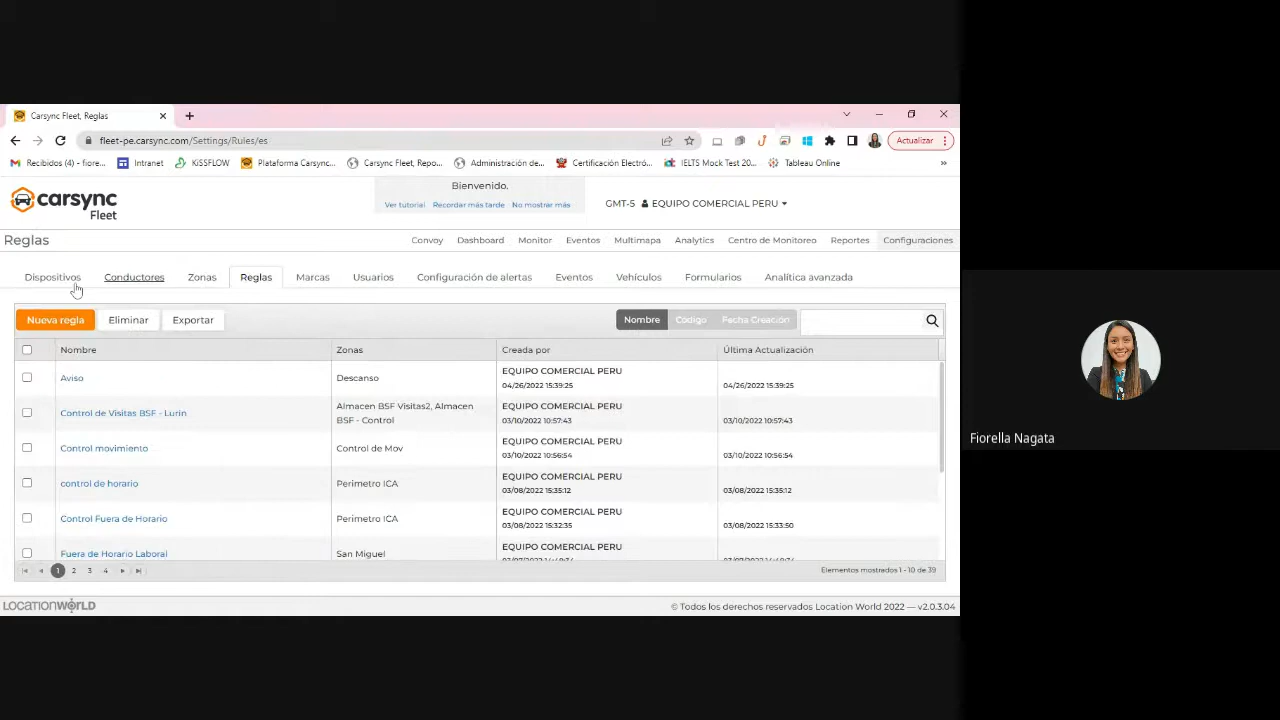 Carsync Fleet, Reglas
fleet-pe.carsync.com/Settings/Rules/es
Actualizar
Recibidos (4) - fiore...
Intranet
KiSSFLOW
Plataforma Carsync...
Carsync Fleet, Repo...
Administración de...
Certificación Electró...
IELTS Mock Test 20...
Tableau Online
»
carsync
Fleet
Bienvenido.
Ver tutorial Recordar más tarde No mostrar más
GMT-5 EQUIPO COMERCIAL PERU
Reglas
Convoy Dashboard Monitor Eventos Multimapa Analytics Centro de Monitoreo Reportes Configuraciones
Dispositivos Conductores Zonas Reglas Marcas Usuarios Configuración de alertas Eventos Vehículos Formularios Analítica avanzada
Nueva regla Eliminar Exportar Nombre Código Fecha Creación
Nombre Zonas Creada por Última Actualización
Aviso Descanso EQUIPO COMERCIAL PERU
04/26/2022 15:39:25 04/26/2022 15:39:25
Control de Visitas BSF - Lurin Almacen BSF Visitas2, Almacen BSF - Control EQUIPO COMERCIAL PERU
03/10/2022 10:57:43 03/10/2022 10:57:43
Control movimiento Control de Mov EQUIPO COMERCIAL PERU
03/10/2022 10:56:54 03/10/2022 10:56:54
control de horario Perimetro ICA EQUIPO COMERCIAL PERU
03/08/2022 15:35:12 03/08/2022 15:35:12
Control Fuera de Horario Perimetro ICA EQUIPO COMERCIAL PERU
03/08/2022 15:32:35 03/08/2022 15:33:50
Fuera de Horario Laboral San Miguel EQUIPO COMERCIAL PERU
1 2 3 4 Elementos mostrados 1 - 10 de 39
LOCATIONWORLD
© Todos los derechos reservados Location World 2022 — v2.0.3.04
Fiorella Nagata